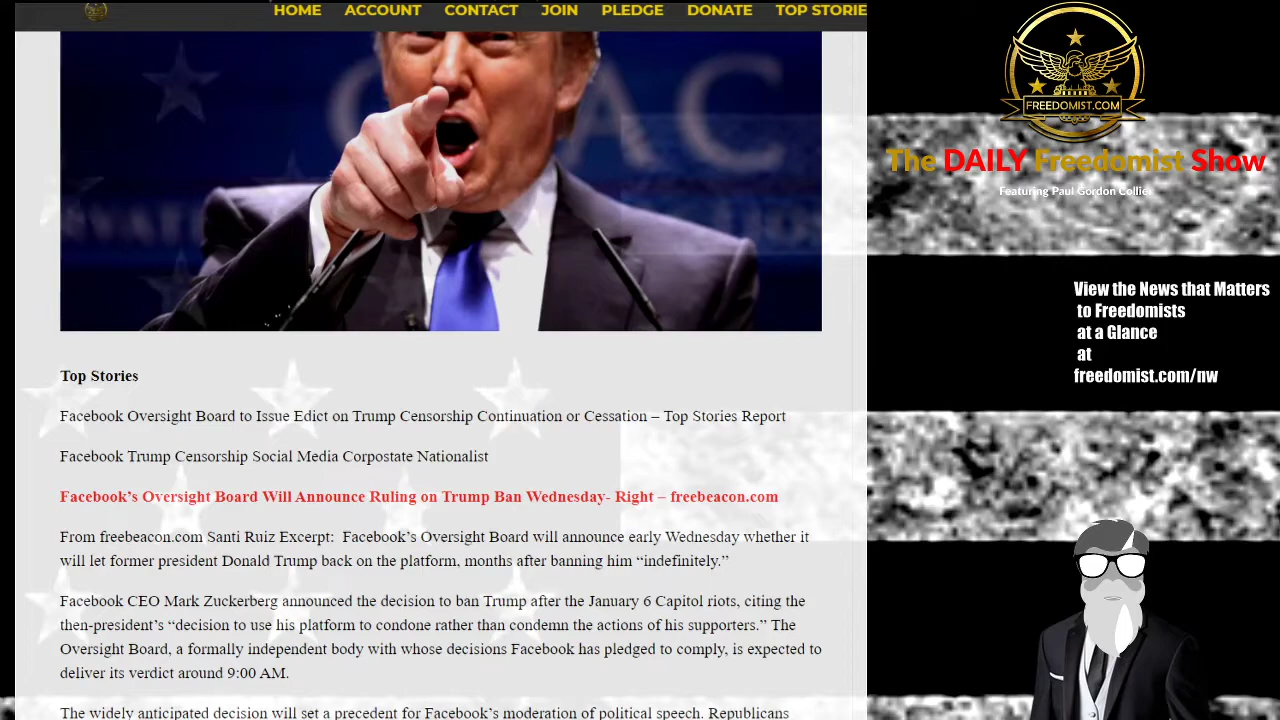 HOME ACCOUNT CONTACT JOIN PLEDGE DONATE TOP STORIE
AC
FREEDOMIST.COM
The DAILY Freedomist Show
Featuring Paul Gordon Collier
View the News that Matters
to Freedomists
at a Glance
at
freedomist.com/nw
Top Stories
Facebook Oversight Board to Issue Edict on Trump Censorship Continuation or Cessation – Top Stories Report
Facebook Trump Censorship Social Media Corpostate Nationalist
Facebook’s Oversight Board Will Announce Ruling on Trump Ban Wednesday- Right – freebeacon.com
From freebeacon.com Santi Ruiz Excerpt:  Facebook’s Oversight Board will announce early Wednesday whether it
will let former president Donald Trump back on the platform, months after banning him “indefinitely.”
Facebook CEO Mark Zuckerberg announced the decision to ban Trump after the January 6 Capitol riots, citing the
then-president’s “decision to use his platform to condone rather than condemn the actions of his supporters.” The
Oversight Board, a formally independent body with whose decisions Facebook has pledged to comply, is expected to
deliver its verdict around 9:00 AM.
The widely anticipated decision will set a precedent for Facebook’s moderation of political speech. Republicans